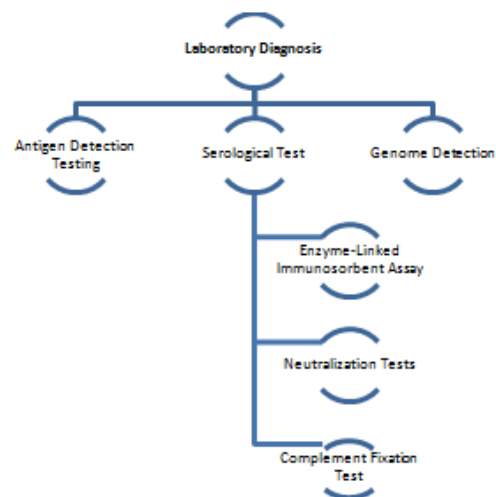 Laboratory Diagnosis
Antigen Detection
Testing
Serological Test
Genome Detection
Enzyme-Linked
Immunosorbent Assay
Neutralization Tests
Complement Fixation
Test